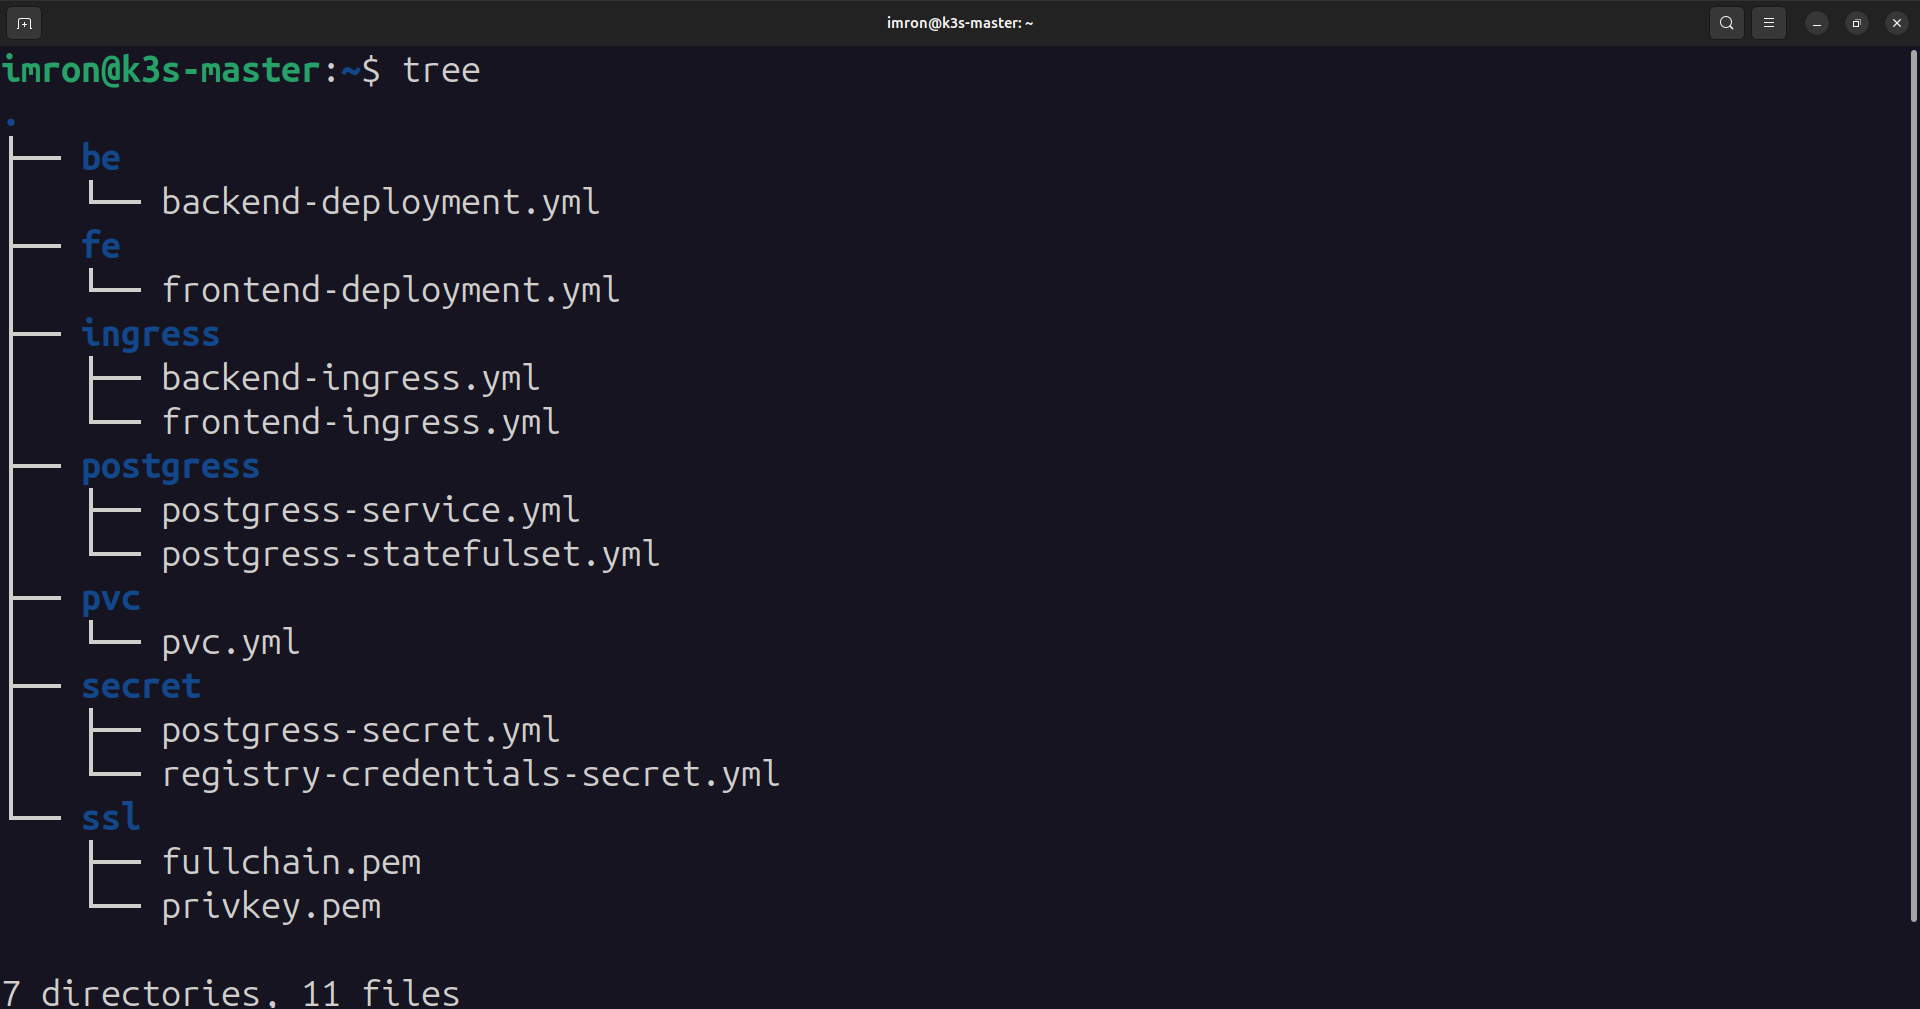 imron@k3s-master: ~
imron@k3s-master:~$ tree
.
├── be
│   └── backend-deployment.yml
├── fe
│   └── frontend-deployment.yml
├── ingress
│   ├── backend-ingress.yml
│   └── frontend-ingress.yml
├── postgress
│   ├── postgress-service.yml
│   └── postgress-statefulset.yml
├── pvc
│   └── pvc.yml
├── secret
│   ├── postgress-secret.yml
│   └── registry-credentials-secret.yml
└── ssl
    ├── fullchain.pem
    └── privkey.pem
7 directories, 11 files